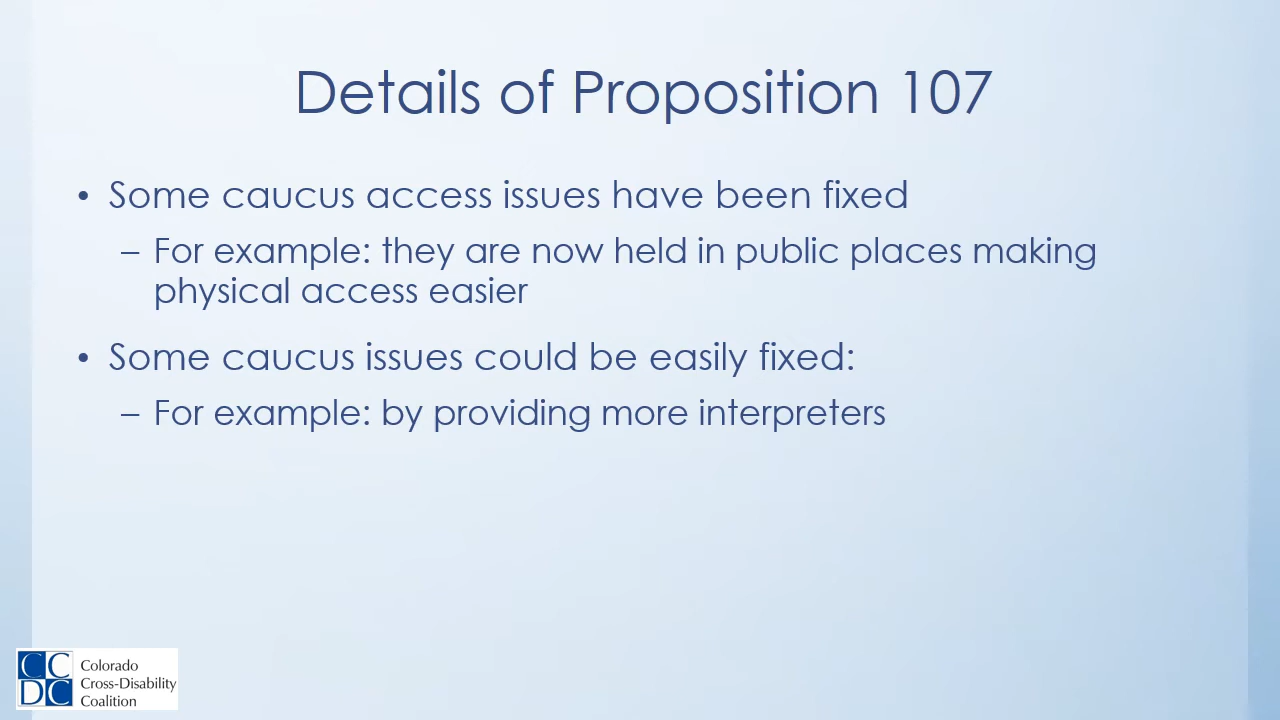 Details of Proposition 107
• Some caucus access issues have been fixed
– For example: they are now held in public places making
physical access easier
• Some caucus issues could be easily fixed:
– For example: by providing more interpreters
CC
DC
Colorado
Cross-Disability
Coalition